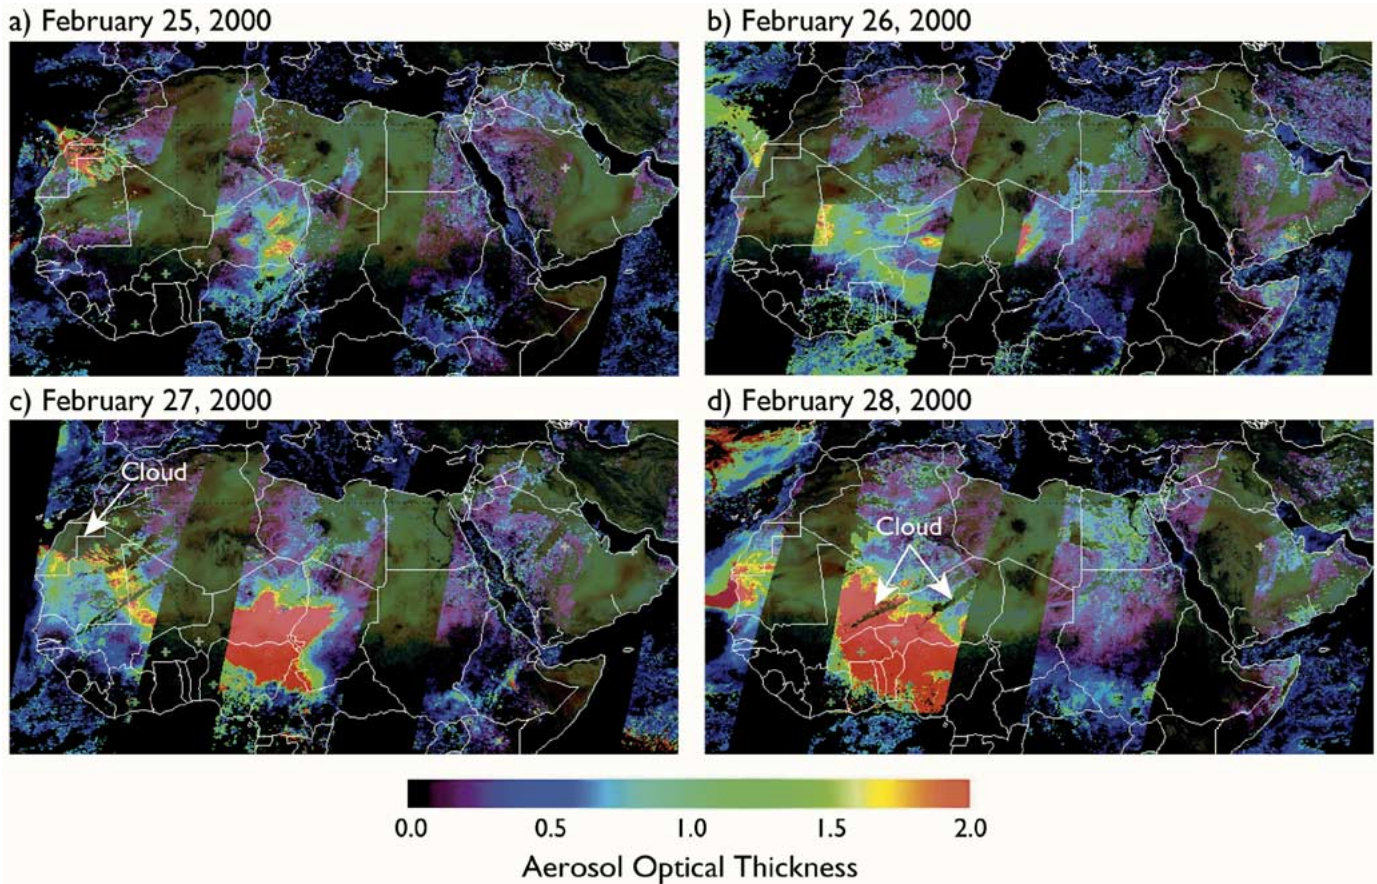 a) February 25, 2000
b) February 26, 2000
c) February 27, 2000
d) February 28, 2000
Cloud
Cloud
0.0 0.5 1.0 1.5 2.0
Aerosol Optical Thickness